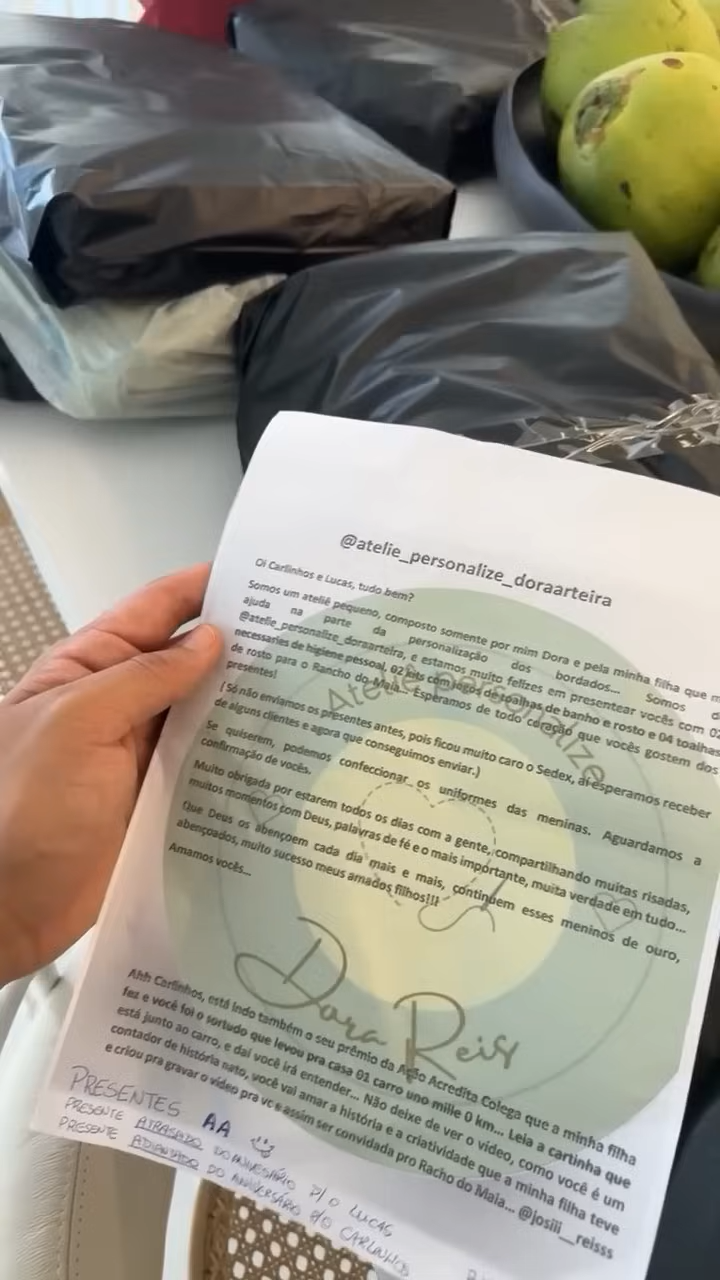 @atelie_personalize_doraarteira
Oi Carlinhos e Lucas, tudo bem?
Somos um ateliê pequeno, composto somente por mim Dora e pela minha filha que m
ajuda na parte da personalização dos bordados... Somos d
@atelie_personalize_doraarteira, e estamos muito felizes em presentear vocês com 02
necessaries de higiene pessoal, 02 kits com jogos de toalhas de banho e rosto e 04 toalhas
de rosto para o Rancho do Maia... Esperamos de todo coração que vocês gostem dos
presentes!
(Só não enviamos os presentes antes, pois ficou muito caro o Sedex, aí esperamos receber
de alguns clientes e agora que conseguimos enviar.)
Se quiserem, podemos confeccionar os uniformes das meninas. Aguardamos a
confirmação de vocês.
Muito obrigada por estarem todos os dias com a gente, compartilhando muitas risadas,
muitos momentos com Deus, palavras de fé e o mais importante, muita verdade em tudo...
Que Deus os abençoem cada dia mais e mais, continuem esses meninos de ouro,
abençoados, muito sucesso meus amados filhos!!!
Amamos vocês...
Ateliê personalize
Dora Reis
Ahh Carlinhos, está indo também o seu prêmio da Ação Acredita Colega que a minha filha
fez e você foi o sortudo que levou pra casa 01 carro uno mille 0 km... Leia a cartinha que
está junto ao carro, e daí você irá entender... Não deixe de ver o vídeo, como você é um
contador de história nato, você vai amar a história e a criatividade que a minha filha teve
e criou pra gravar o vídeo pra vc e assim ser convidada pro Racho do Maia... @josili__reisss
PRESENTES AA
PRESENTE ATRASADO DO ANIVERSÁRIO P/O LUCAS
PRESENTE ADIANTADO DO ANIVERSÁRIO P/O CARLINHOS